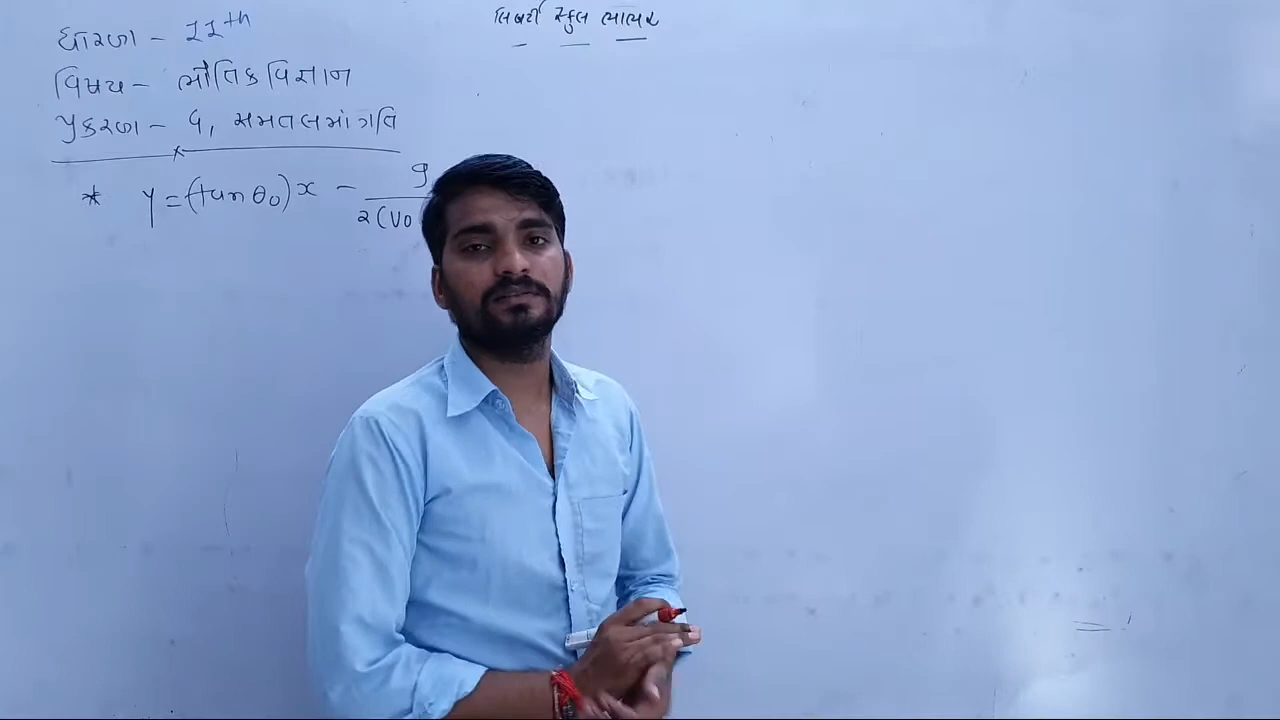 લિબર્ટી સ્કુલ ભાભર
ધોરણ - 11th
વિષય - ભૌતિકવિજ્ઞાન
પ્રકરણ - 4, સમતલમાં ગતિ
* y = (tan θ0) x - g / 2(v0